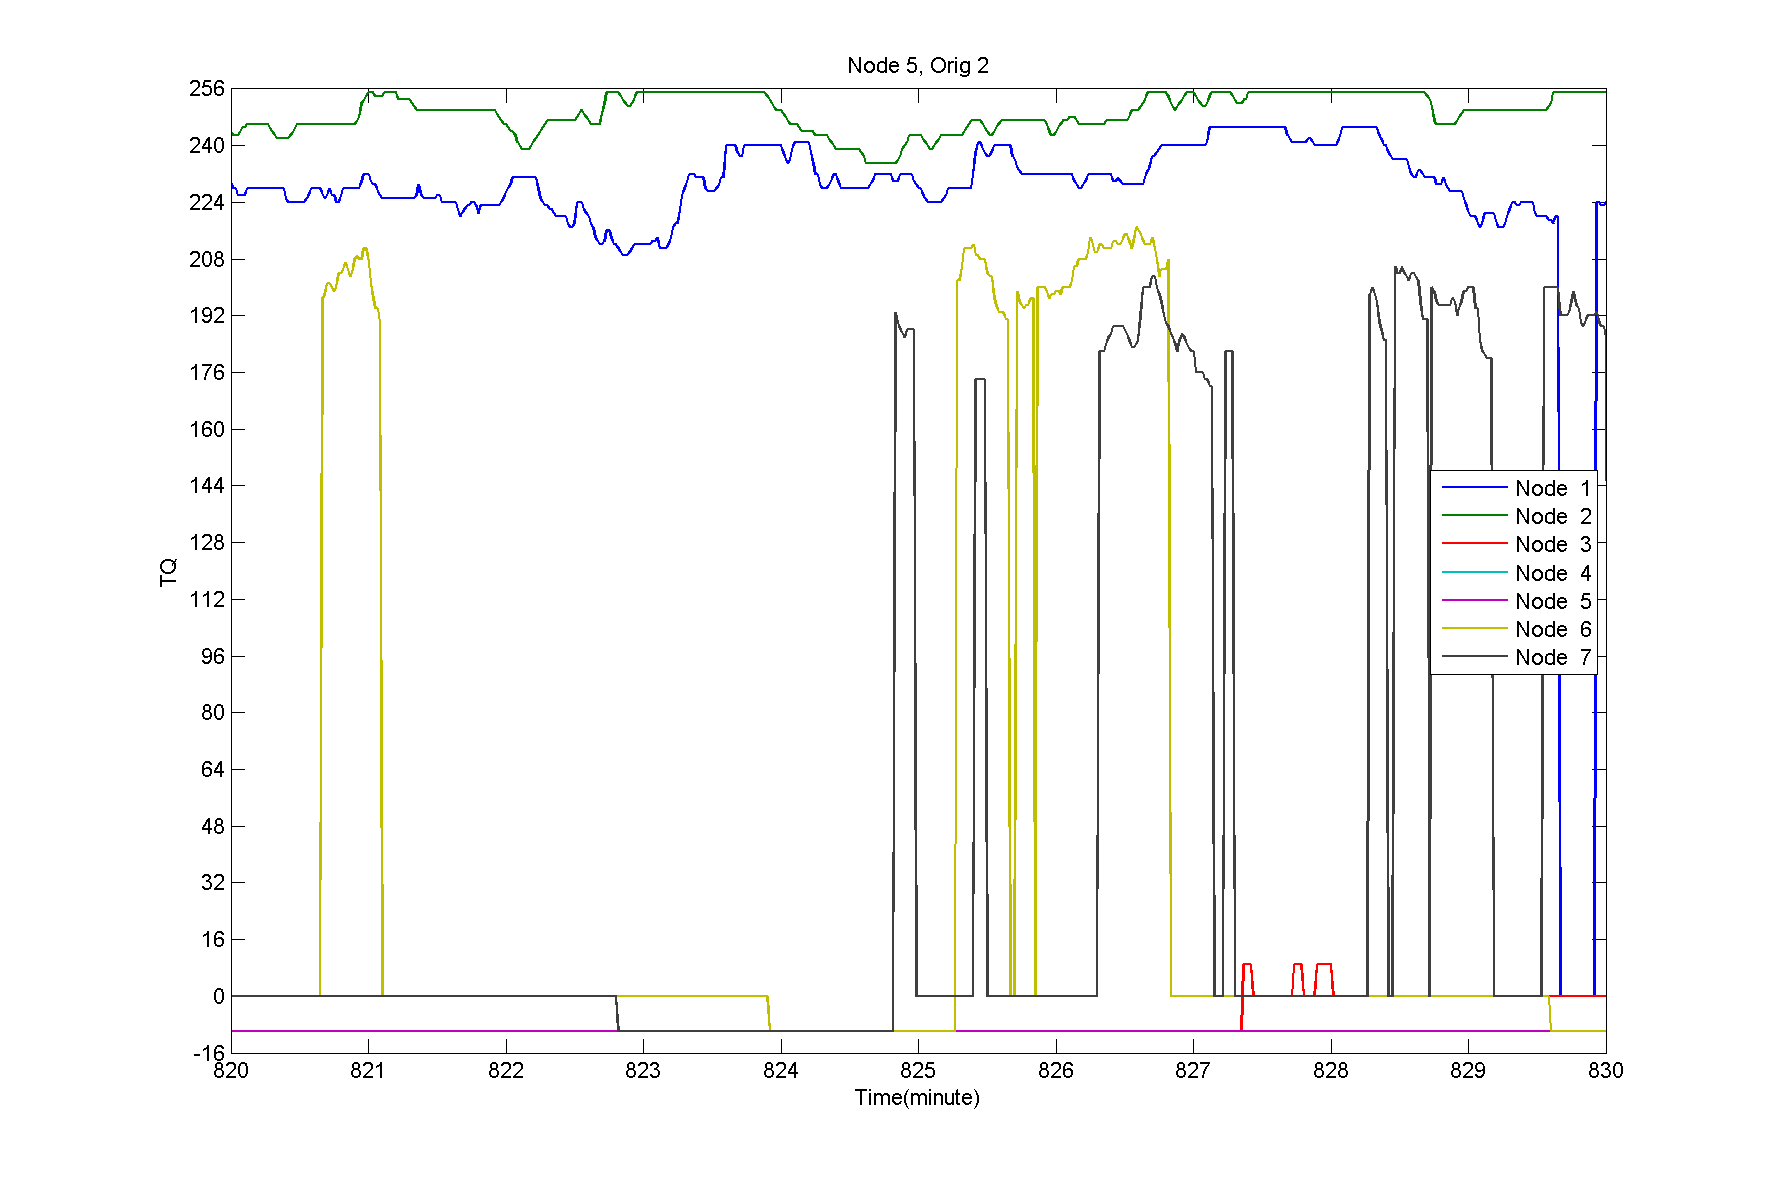 Node 5, Orig 2
256
240
224
208
192
176
160
144
128
112
96
80
64
48
32
16
0
-16
TQ
Node 1
Node 2
Node 3
Node 4
Node 5
Node 6
Node 7
820 821 822 823 824 825 826 827 828 829 830
Time(minute)